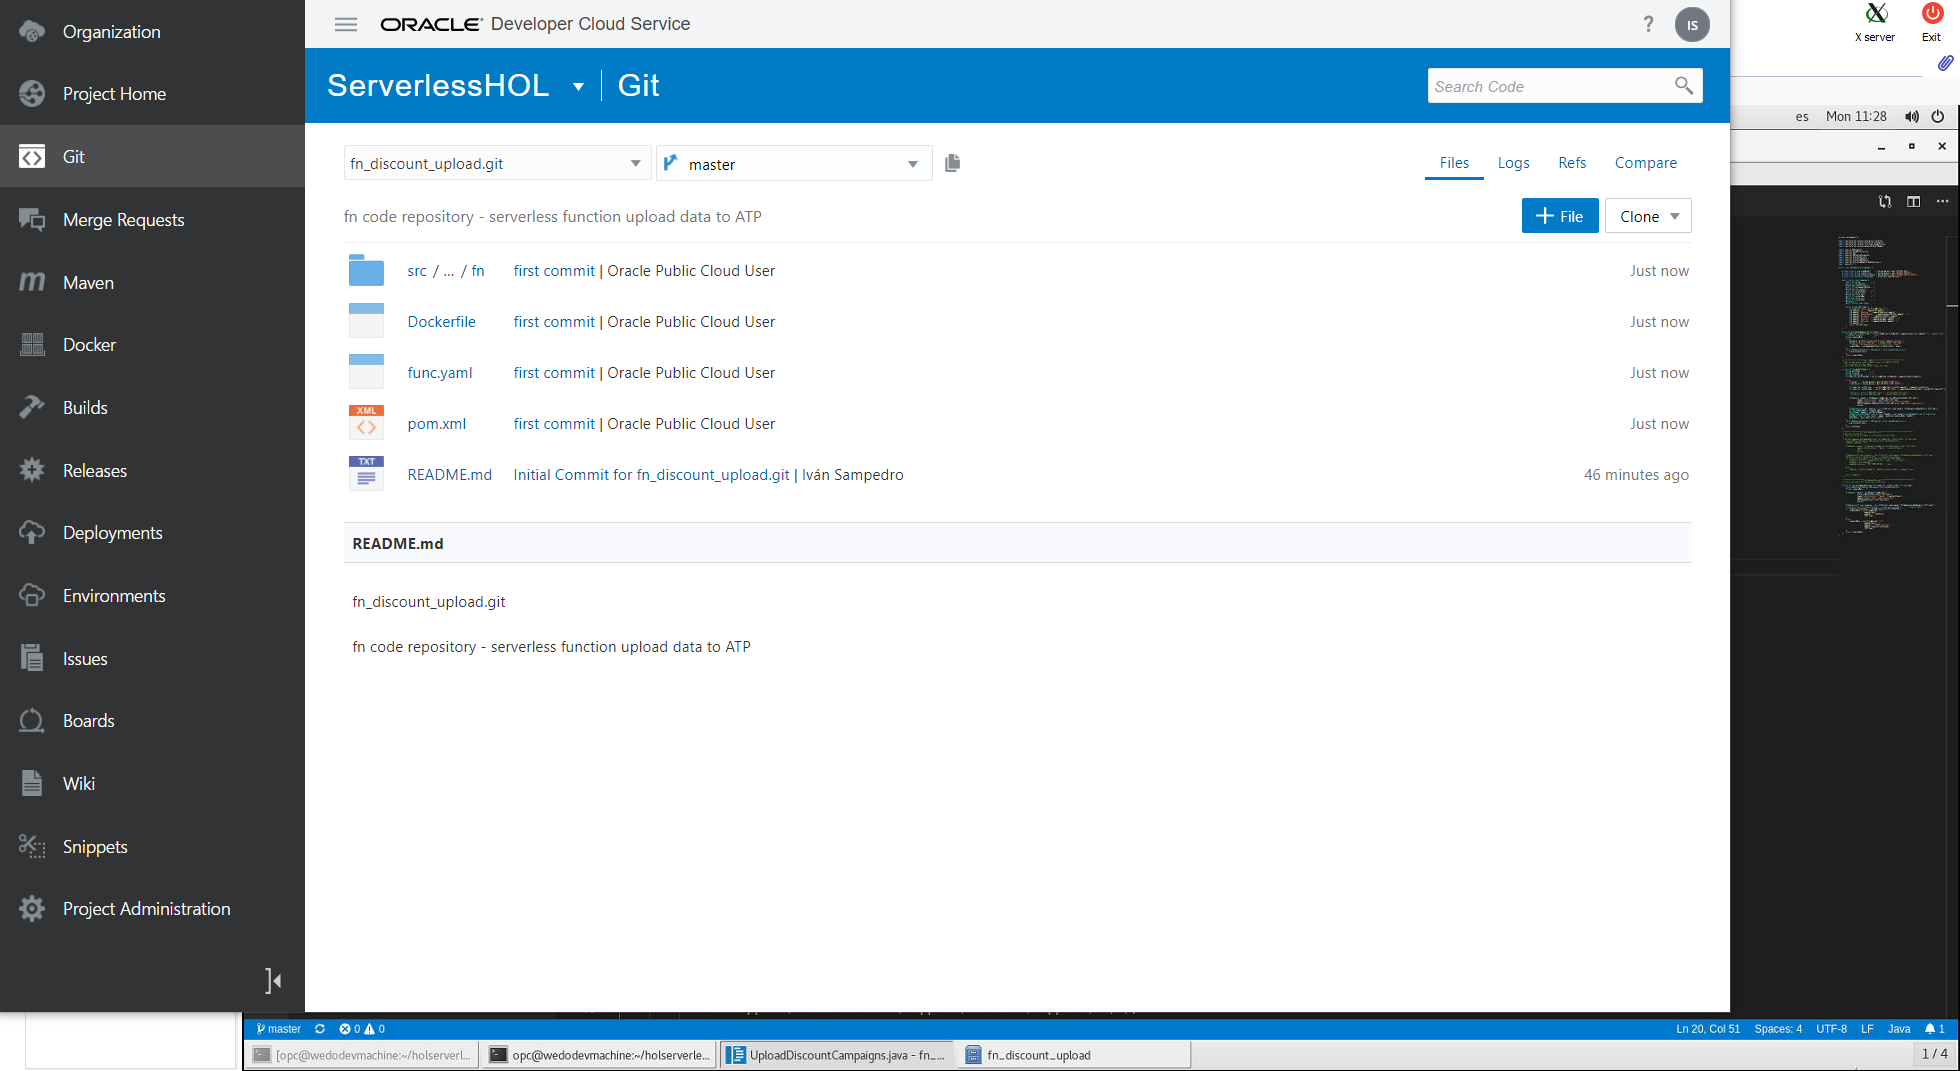 Organization
Project Home
Git
Merge Requests
Maven
Docker
Builds
Releases
Deployments
Environments
Issues
Boards
Wiki
Snippets
Project Administration
ORACLE Developer Cloud Service
?
IS
ServerlessHOL
Git
Search Code
fn_discount_upload.git
master
Files
Logs
Refs
Compare
fn code repository - serverless function upload data to ATP
File
Clone
src / ... / fn first commit | Oracle Public Cloud User Just now
Dockerfile first commit | Oracle Public Cloud User Just now
func.yaml first commit | Oracle Public Cloud User Just now
XML
pom.xml first commit | Oracle Public Cloud User Just now
TXT
README.md Initial Commit for fn_discount_upload.git | Iván Sampedro 46 minutes ago
README.md
fn_discount_upload.git
fn code repository - serverless function upload data to ATP
X server
Exit
es Mon 11:28
master 0 0
Ln 20, Col 51 Spaces: 4 UTF-8 LF Java 1
[opc@wedodevmachine:~/holserverl...
opc@wedodevmachine:~/holserverle...
UploadDiscountCampaigns.java - fn_...
fn_discount_upload
1 / 4